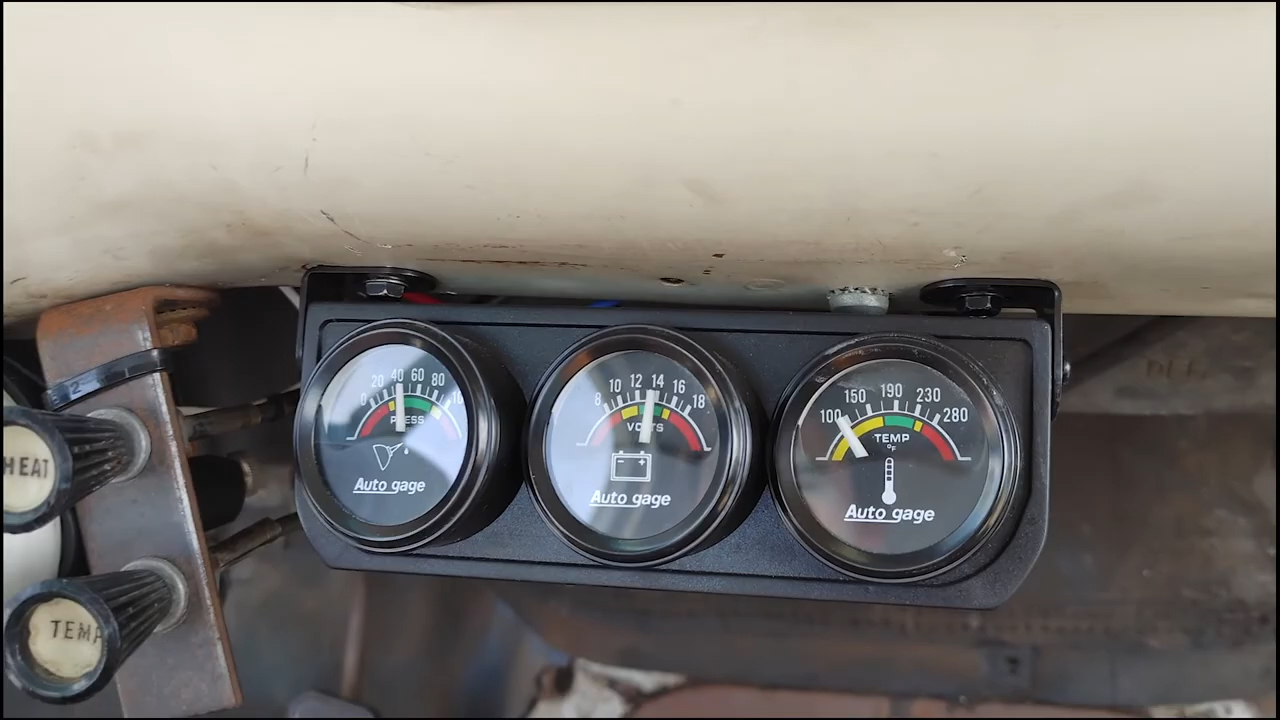 0 20 40 60 80
PRESS
Auto gage
8 10 12 14 16 18
VOLTS
- +
Auto gage
100 150 190 230 280
TEMP
°F
Auto gage
HEAT
TEMP